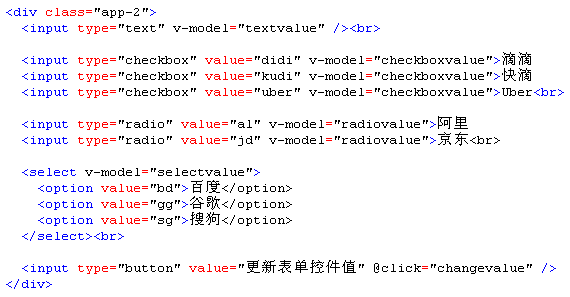 <div class="app-2">
<input type="text" v-model="textvalue" /><br>
<input type="checkbox" value="didi" v-model="checkboxvalue">滴滴
<input type="checkbox" value="kudi" v-model="checkboxvalue">快滴
<input type="checkbox" value="uber" v-model="checkboxvalue">Uber<br>
<input type="radio" value="al" v-model="radiovalue">阿里
<input type="radio" value="jd" v-model="radiovalue">京东<br>
<select v-model="selectvalue">
<option value="bd">百度</option>
<option value="gg">谷歌</option>
<option value="sg">搜狗</option>
</select><br>
<input type="button" value="更新表单控件值" @click="changevalue" />
</div>